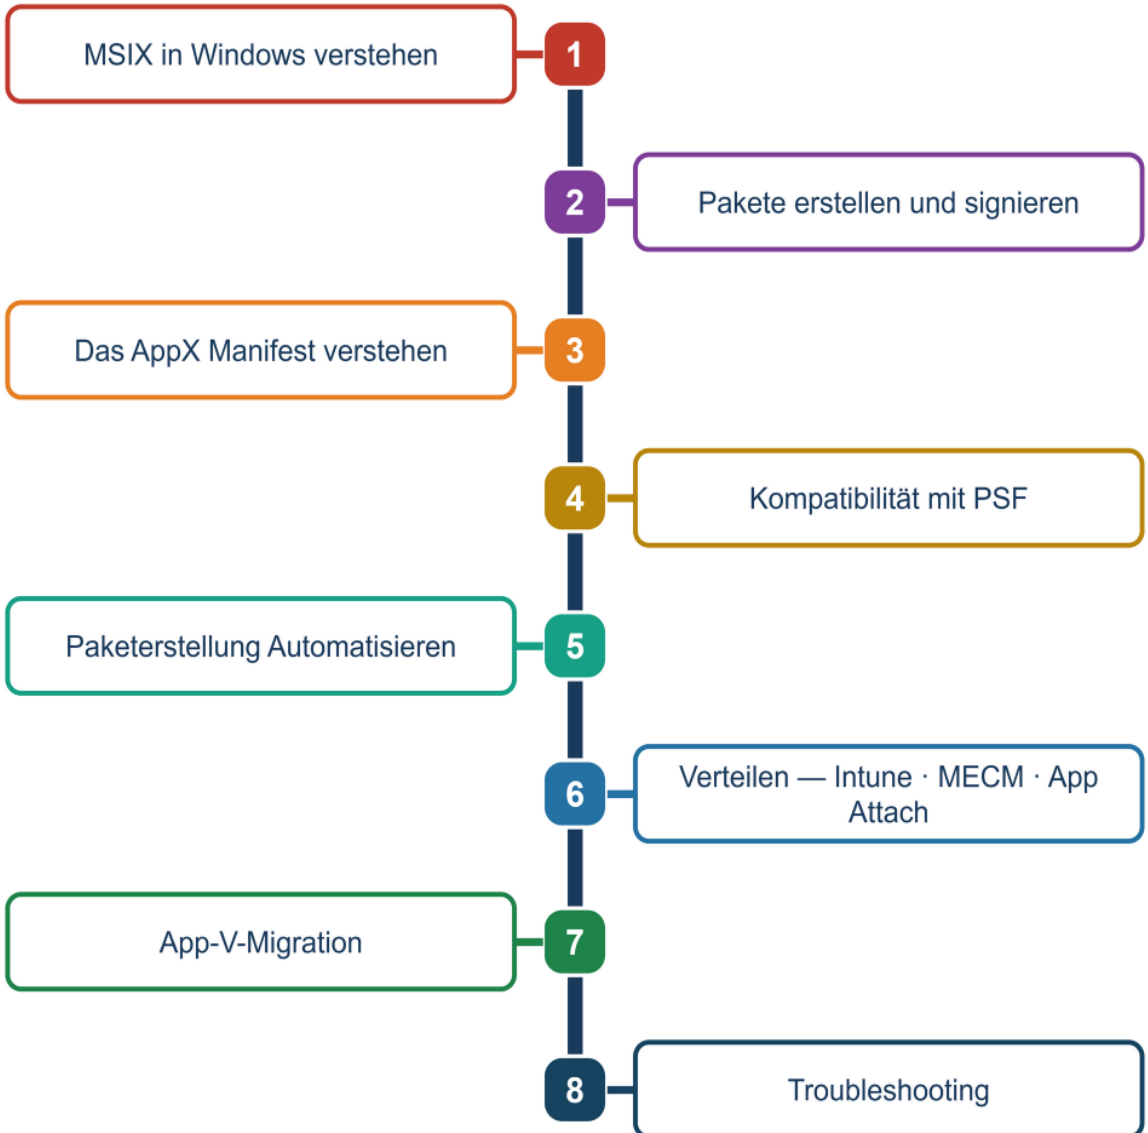 MSIX in Windows verstehen
1
2
Pakete erstellen und signieren
Das AppX Manifest verstehen
3
4
Kompatibilität mit PSF
Paketerstellung Automatisieren
5
6
Verteilen — Intune · MECM · App
Attach
App-V-Migration
7
8
Troubleshooting